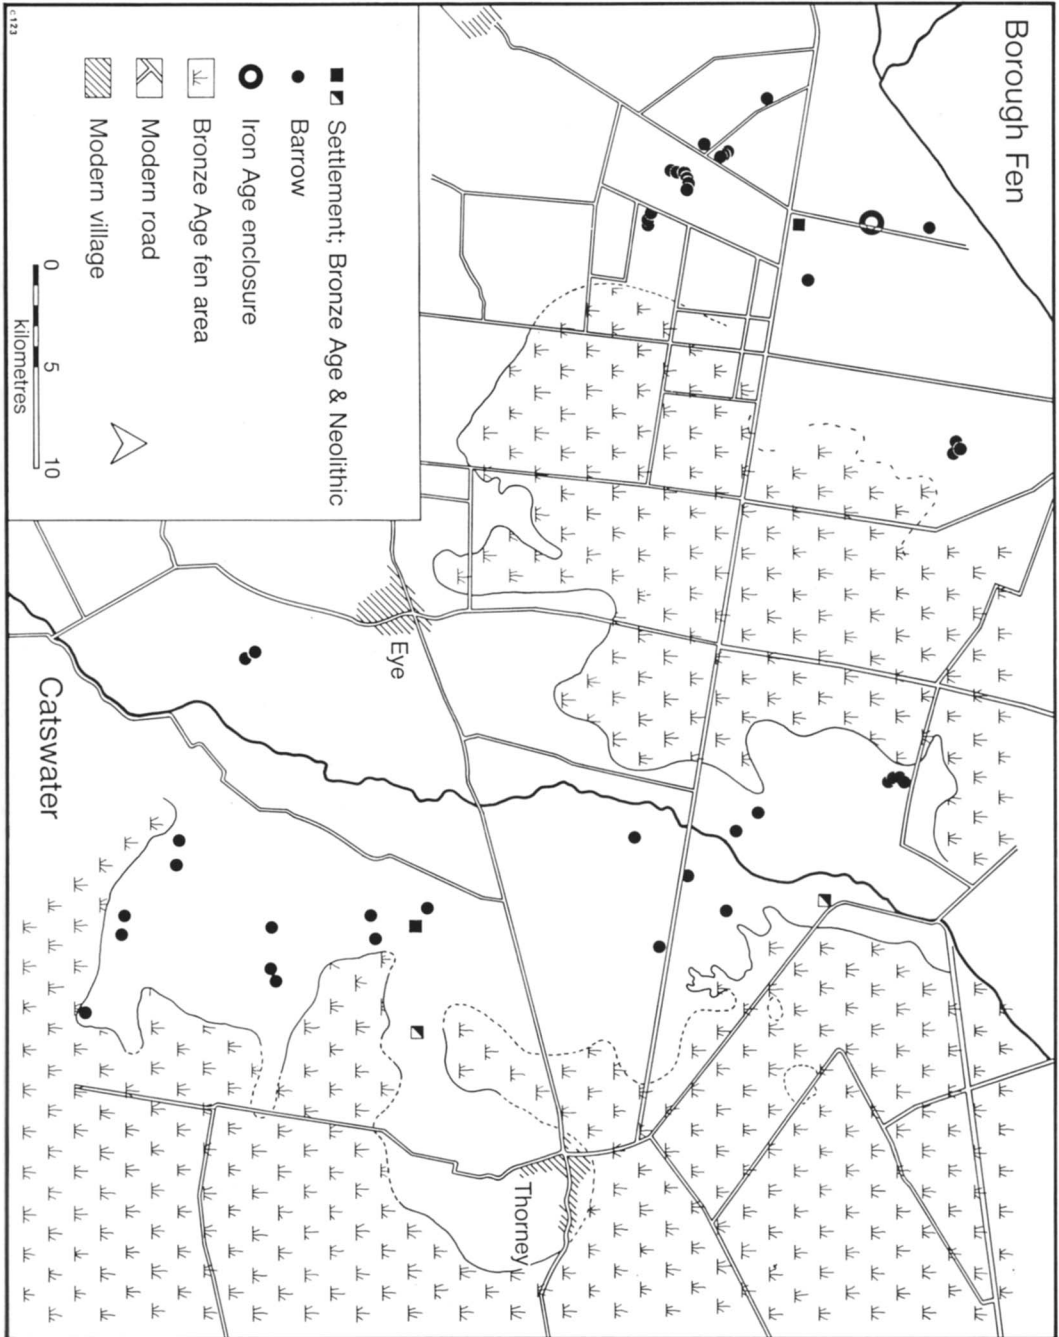 Borough Fen
Settlement; Bronze Age & Neolithic
Barrow
Iron Age enclosure
Bronze Age fen area
Modern road
Modern village
0 5 10
kilometres
Eye
Catswater
Thorney
C123